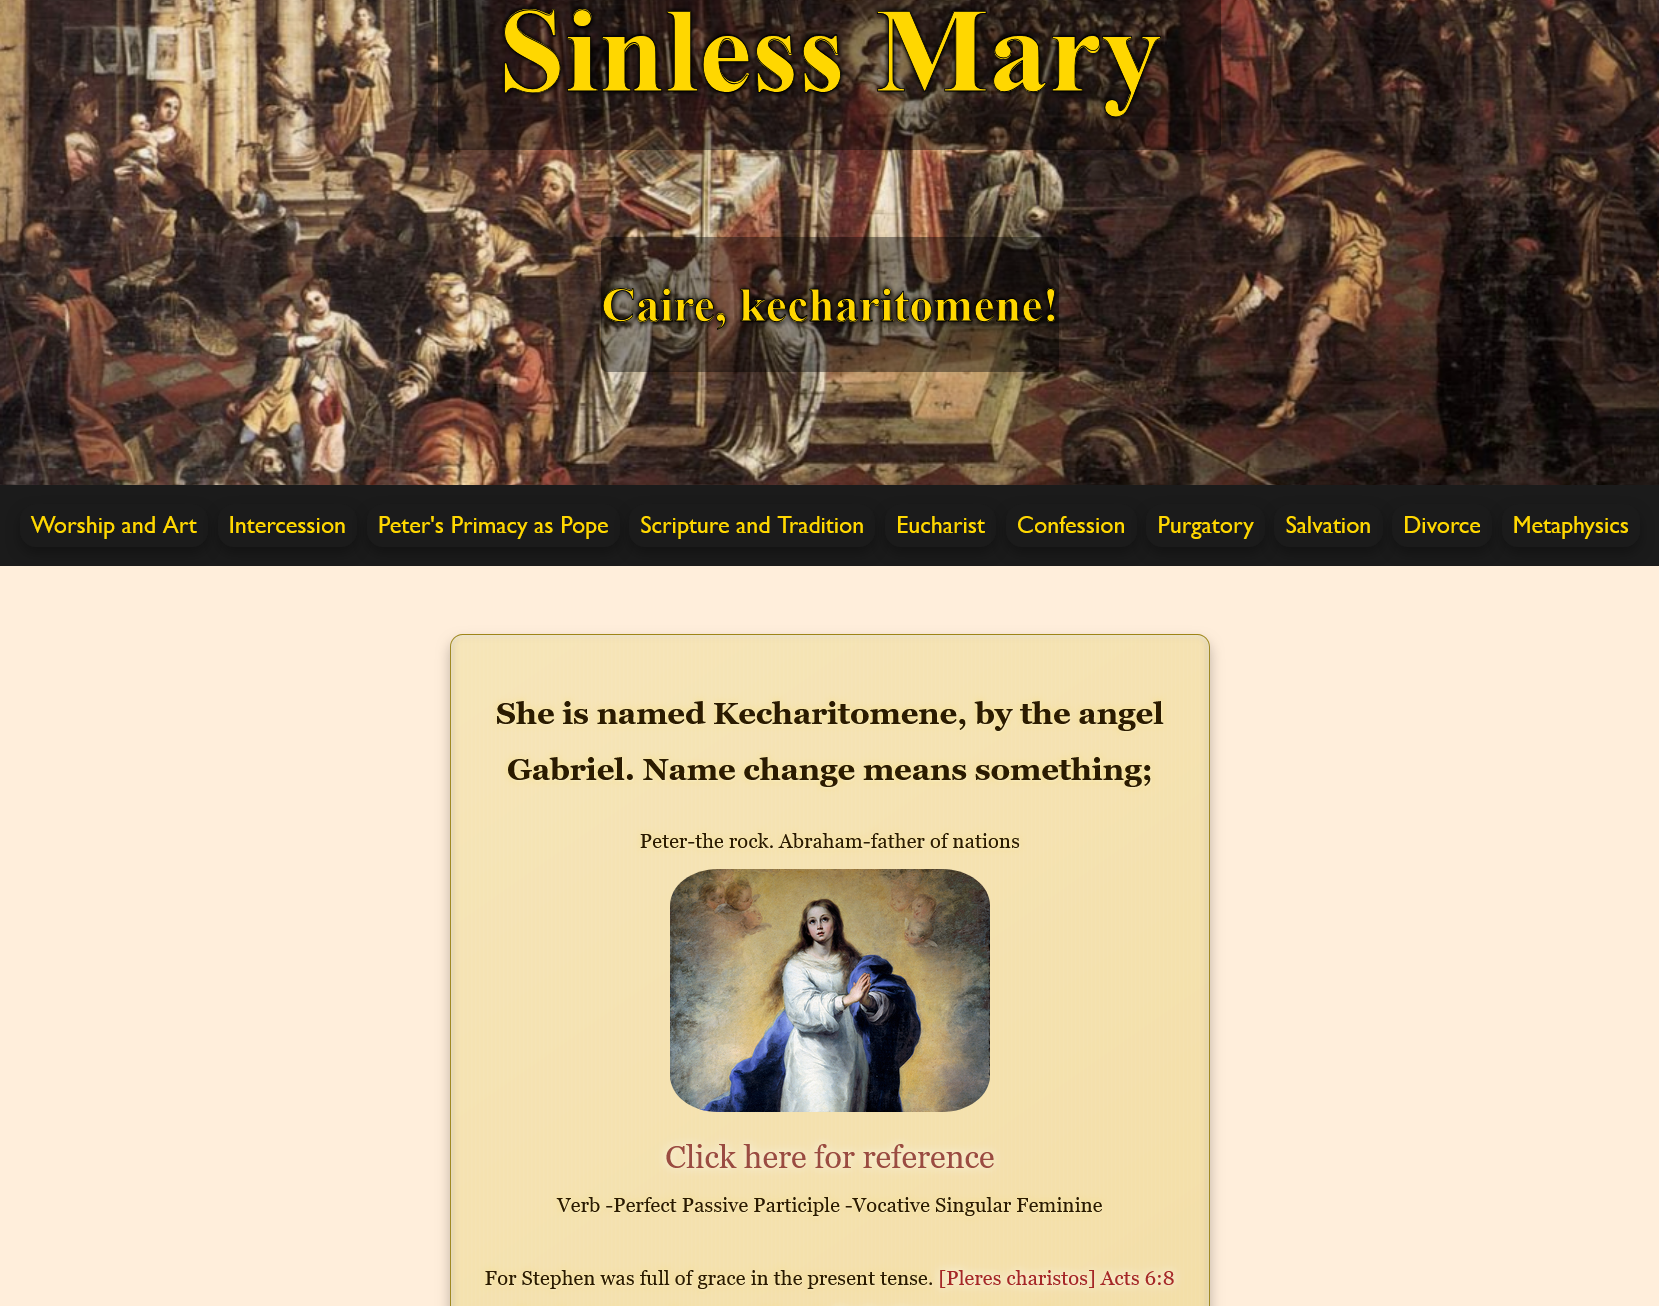 Sinless Mary
Caire, kecharitomene!
Worship and Art Intercession Peter's Primacy as Pope Scripture and Tradition Eucharist Confession Purgatory Salvation Divorce Metaphysics
She is named Kecharitomene, by the angel
Gabriel. Name change means something;
Peter-the rock. Abraham-father of nations
Click here for reference
Verb -Perfect Passive Participle -Vocative Singular Feminine
For Stephen was full of grace in the present tense. [Pleres charistos] Acts 6:8